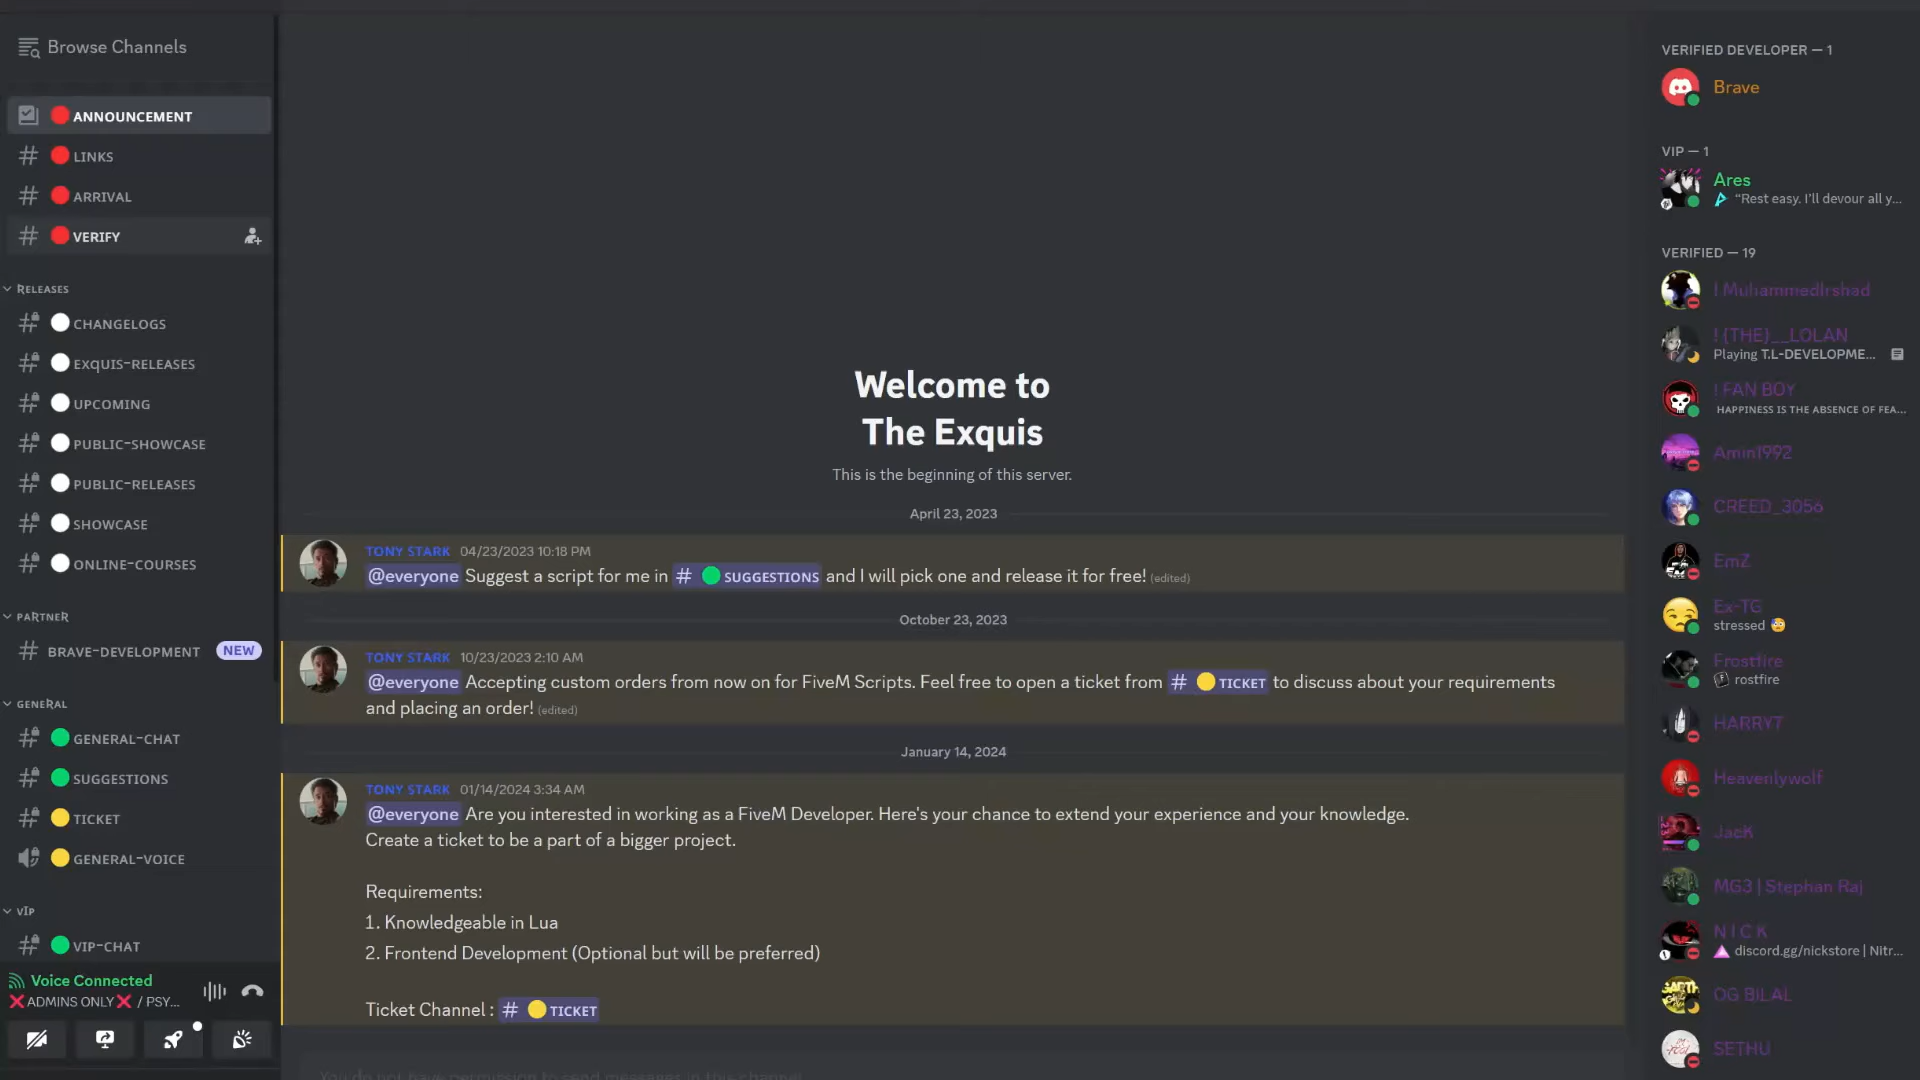 Browse Channels
ANNOUNCEMENT
LINKS
ARRIVAL
VERIFY
RELEASES
CHANGELOGS
EXQUIS-RELEASES
UPCOMING
PUBLIC-SHOWCASE
PUBLIC-RELEASES
SHOWCASE
ONLINE-COURSES
PARTNER
BRAVE-DEVELOPMENT NEW
GENERAL
GENERAL-CHAT
SUGGESTIONS
TICKET
GENERAL-VOICE
VIP
VIP-CHAT
Voice Connected
❌ADMINS ONLY❌ / PSY...
Welcome to
The Exquis
This is the beginning of this server.
April 23, 2023
TONY STARK 04/23/2023 10:18 PM
@everyone Suggest a script for me in # 🟢 SUGGESTIONS and I will pick one and release it for free! (edited)
October 23, 2023
TONY STARK 10/23/2023 2:10 AM
@everyone Accepting custom orders from now on for FiveM Scripts. Feel free to open a ticket from # 🟡 TICKET to discuss about your requirements
and placing an order! (edited)
January 14, 2024
TONY STARK 01/14/2024 3:34 AM
@everyone Are you interested in working as a FiveM Developer. Here's your chance to extend your experience and your knowledge.
Create a ticket to be a part of a bigger project.
Requirements:
1. Knowledgeable in Lua
2. Frontend Development (Optional but will be preferred)
Ticket Channel : # 🟡 TICKET
You do not have permission to send messages in this channel.
VERIFIED DEVELOPER — 1
Brave
VIP — 1
Ares
"Rest easy. I'll devour all y...
VERIFIED — 19
! MuhammedIrshad
! {THE}__LOLAN
Playing T.L-DEVELOPME...
! FAN BOY
HAPPINESS IS THE ABSENCE OF FEA...
Amin1992
CREED_3056
EmZ
Ex-TG
stressed 
Frostfire
rostfire
HARRYT
Heavenlywolf
JacK
MG3 | Stephan Raj
N I C K
discord.gg/nickstore | Nitr...
OG BILAL
SETHU